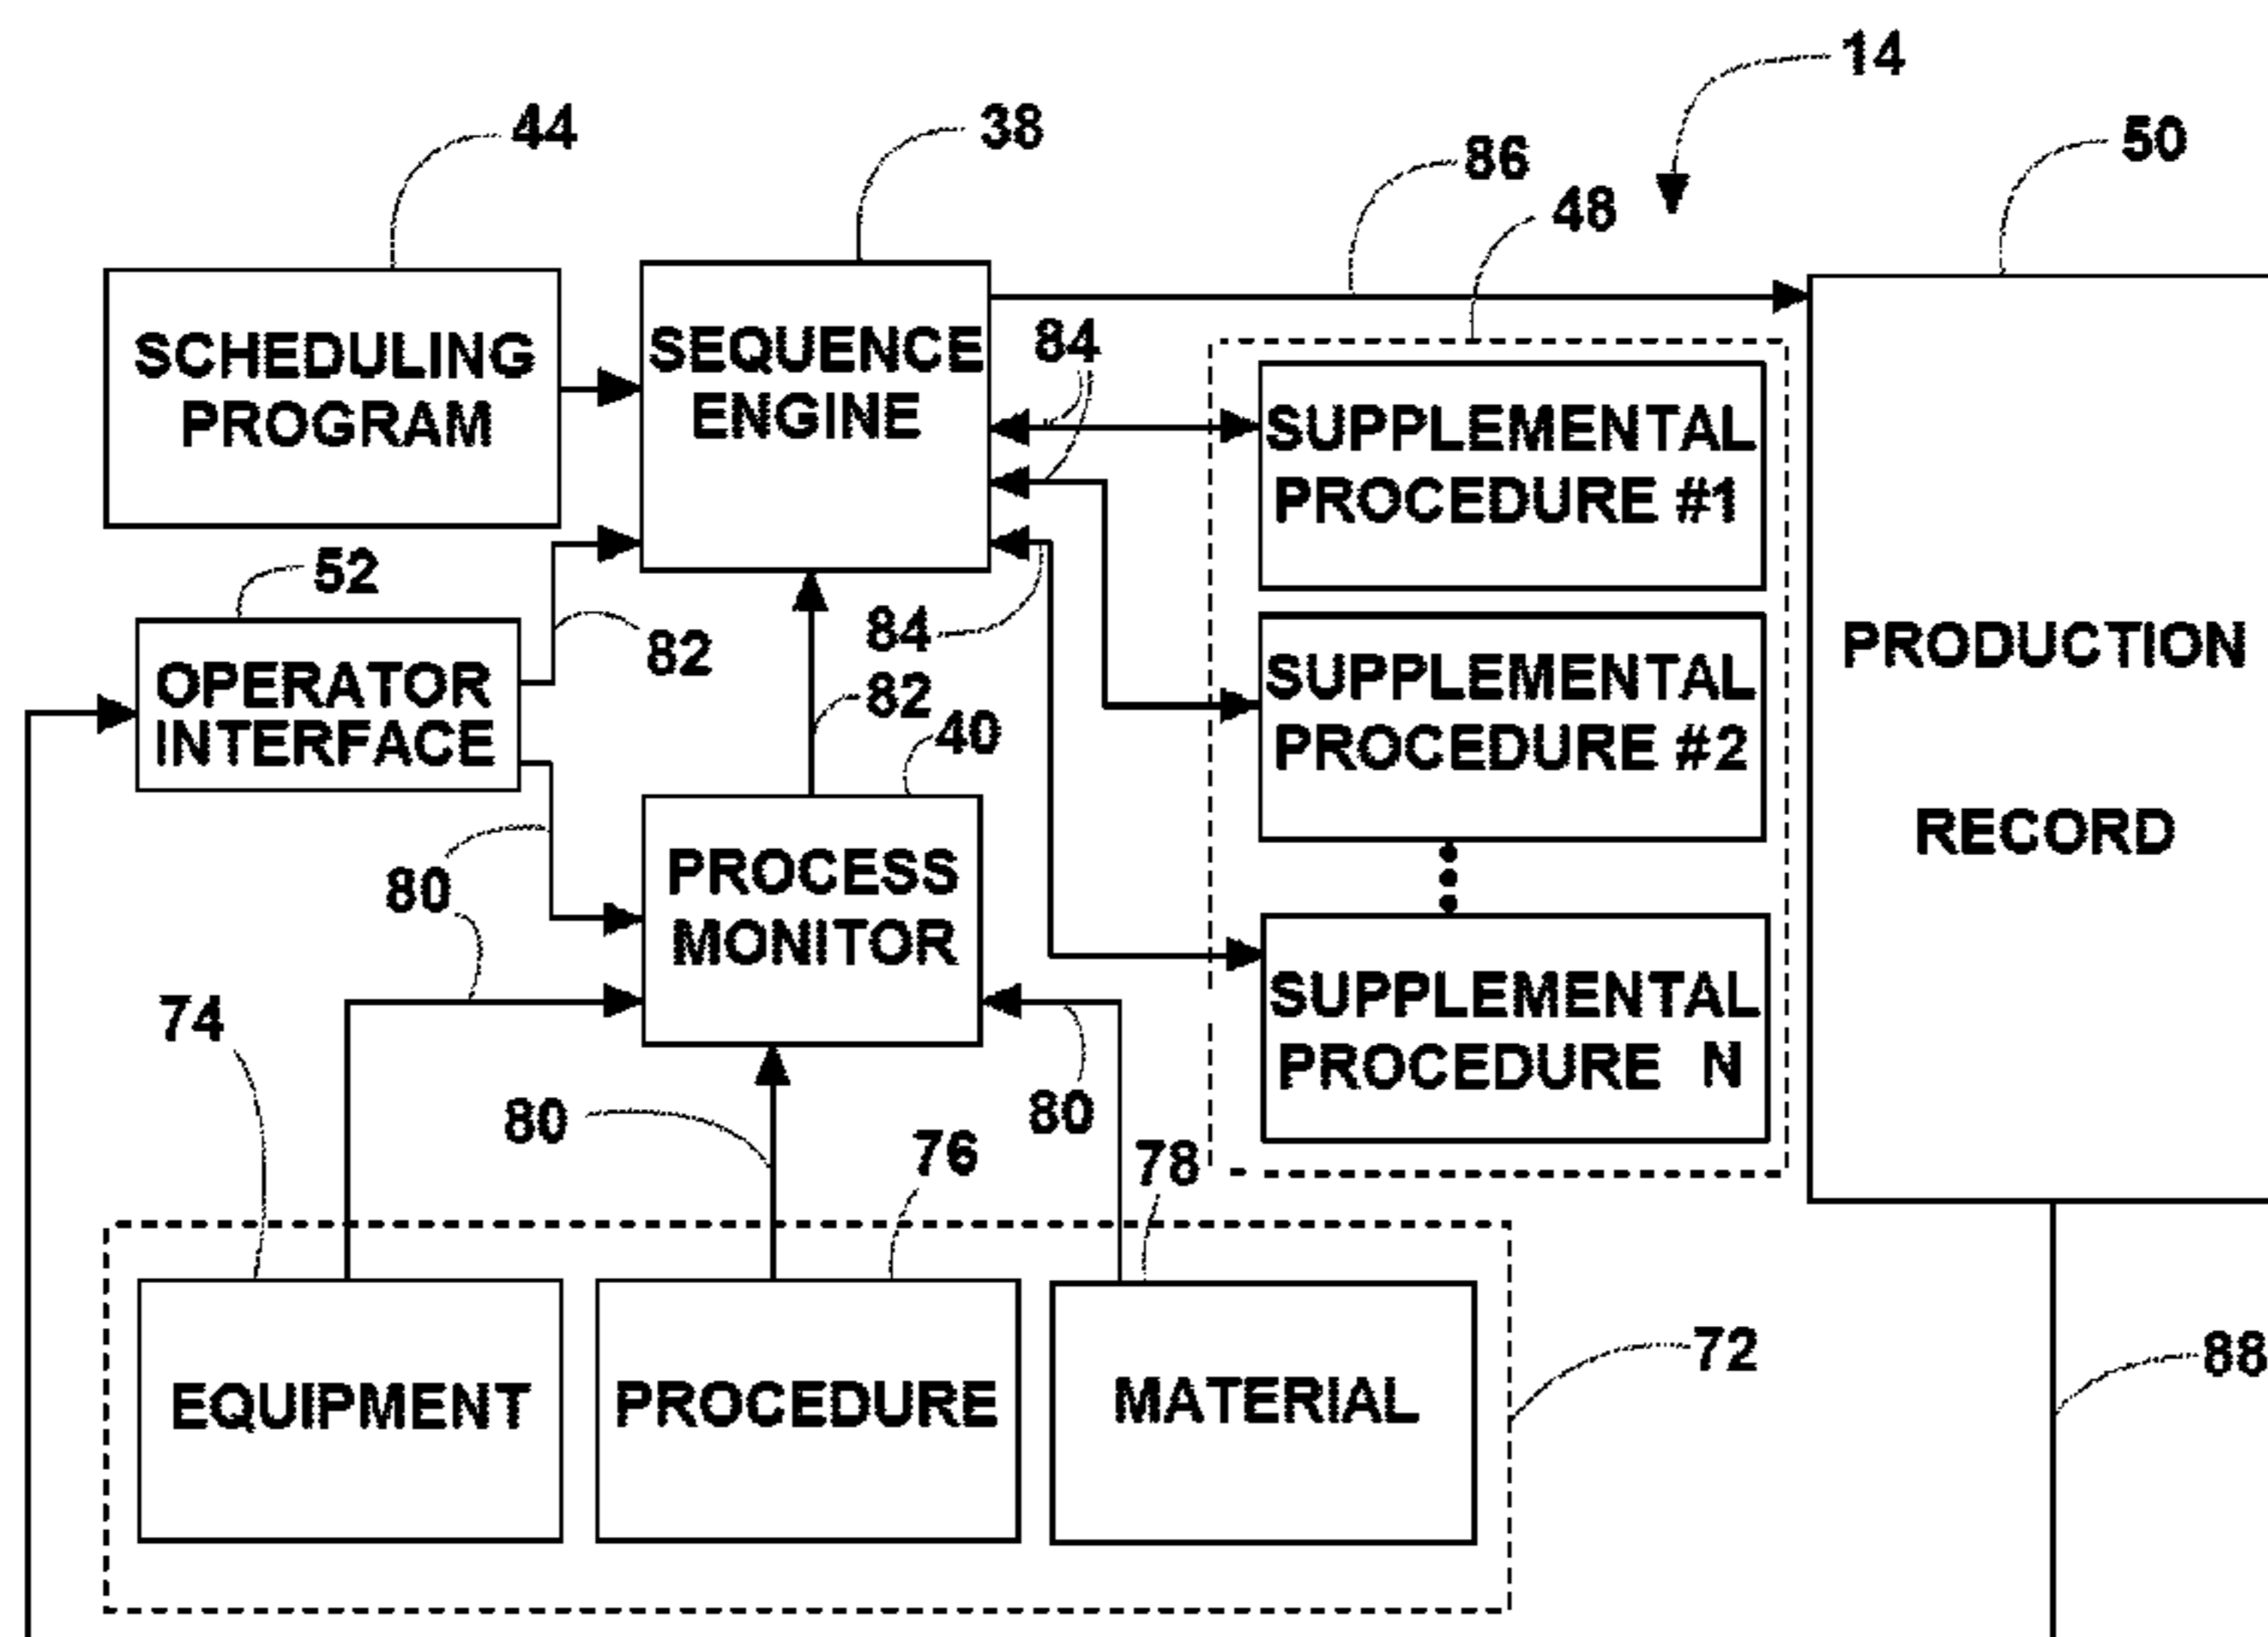 14
44
38
50
86
48
SCHEDULING
PROGRAM
SEQUENCE
ENGINE
84
SUPPLEMENTAL
PROCEDURE #1
52
82
84
OPERATOR
INTERFACE
SUPPLEMENTAL
PROCEDURE #2
PRODUCTION
RECORD
82
40
80
PROCESS
MONITOR
SUPPLEMENTAL
PROCEDURE N
74
80
80
76
78
EQUIPMENT
PROCEDURE
MATERIAL
72
88